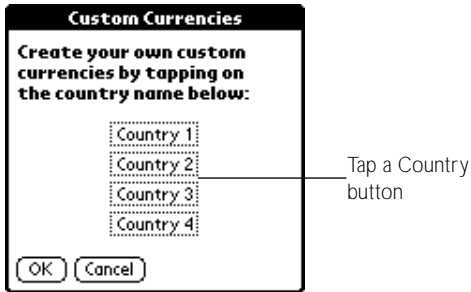 Custom Currencies
Create your own custom
currencies by tapping on
the country name below:
Country 1
Country 2
Country 3
Country 4
Tap a Country
button
OK Cancel